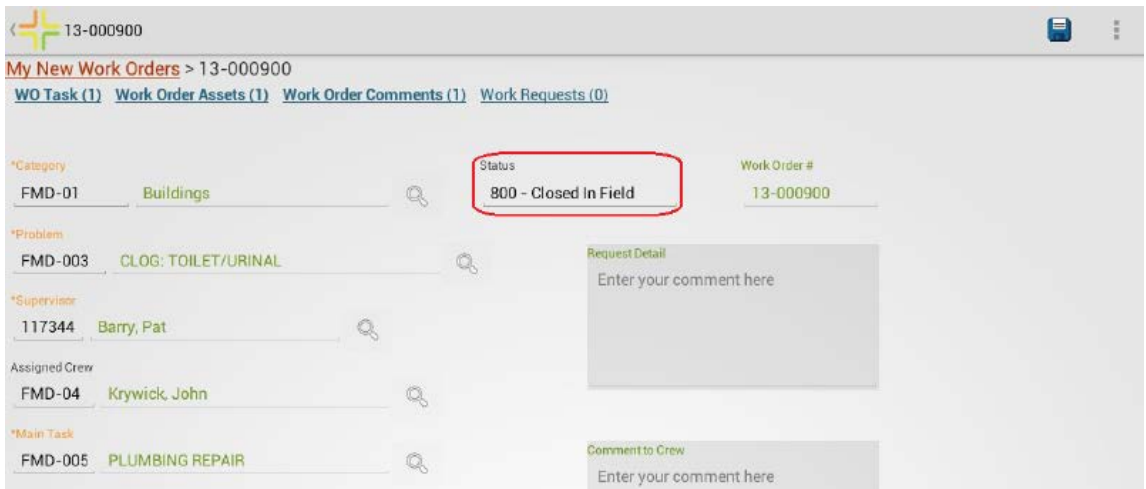 13-000900
My New Work Orders > 13-000900
WO Task (1) Work Order Assets (1) Work Order Comments (1) Work Requests (0)
*Category
FMD-01 Buildings
Status
800 - Closed In Field
Work Order #
13-000900
*Problem
FMD-003 CLOG: TOILET/URINAL
Request Detail
Enter your comment here
*Supervisor
117344 Barry, Pat
Assigned Crew
FMD-04 Krywick, John
*Main Task
FMD-005 PLUMBING REPAIR
Comment to Crew
Enter your comment here